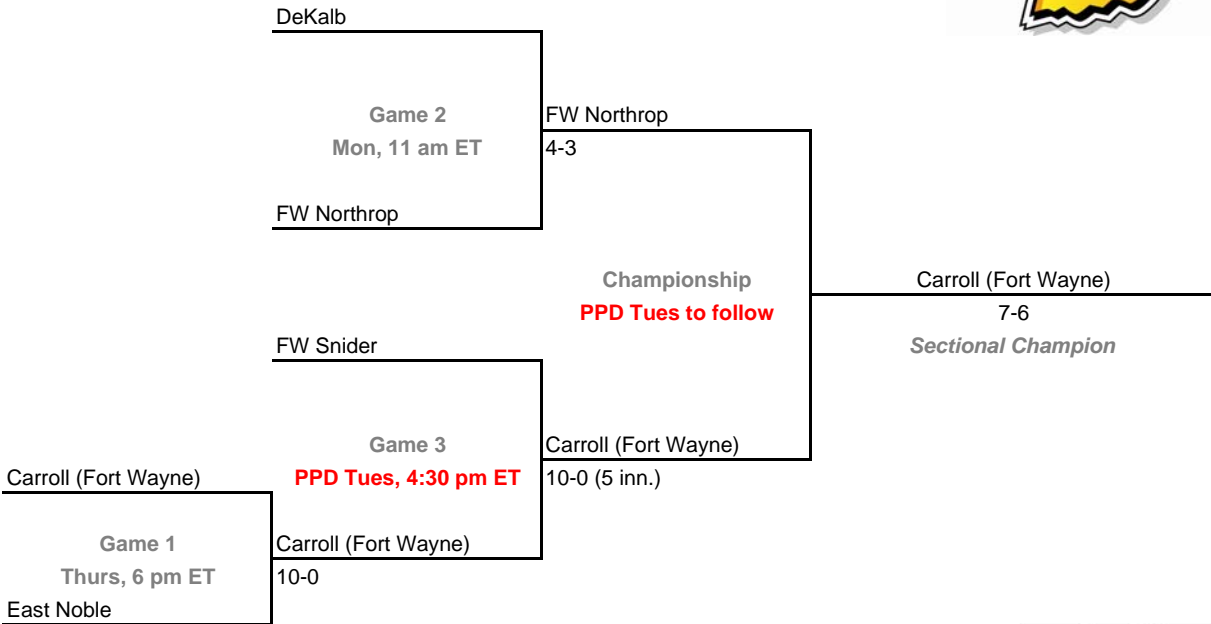 DeKalb
Game 2
FW Northrop
Mon, 11 am ET
4-3
FW Northrop
Championship
Carroll (Fort Wayne)
PPD Tues to follow
7-6
FW Snider
Sectional Champion
Game 3
Carroll (Fort Wayne)
Carroll (Fort Wayne)
PPD Tues, 4:30 pm ET
10-0 (5 inn.)
Game 1
Carroll (Fort Wayne)
Thurs, 6 pm ET
10-0
East Noble